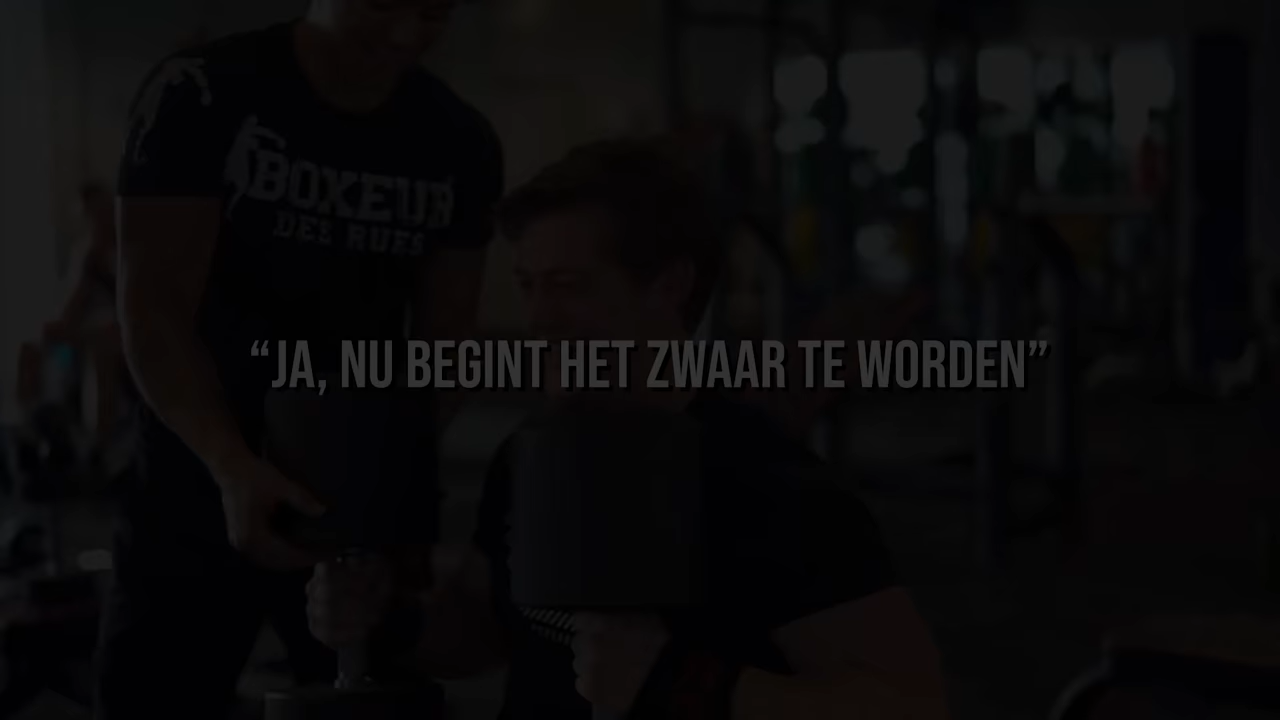 BOXEUR
DES RUES
“JA, NU BEGINT HET ZWAAR TE WORDEN”